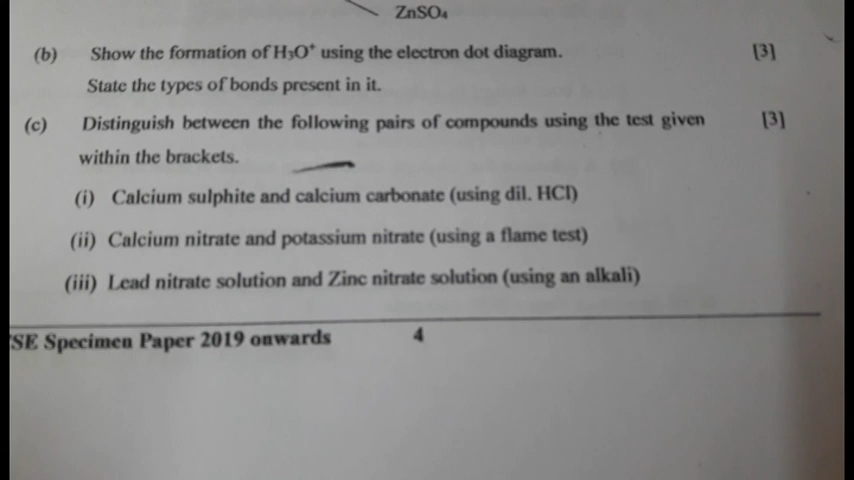 ZnSO₄
(b) Show the formation of H₃O⁺ using the electron dot diagram. [3]
State the types of bonds present in it.
(c) Distinguish between the following pairs of compounds using the test given [3]
within the brackets.
(i) Calcium sulphite and calcium carbonate (using dil. HCl)
(ii) Calcium nitrate and potassium nitrate (using a flame test)
(iii) Lead nitrate solution and Zinc nitrate solution (using an alkali)
SE Specimen Paper 2019 onwards 4